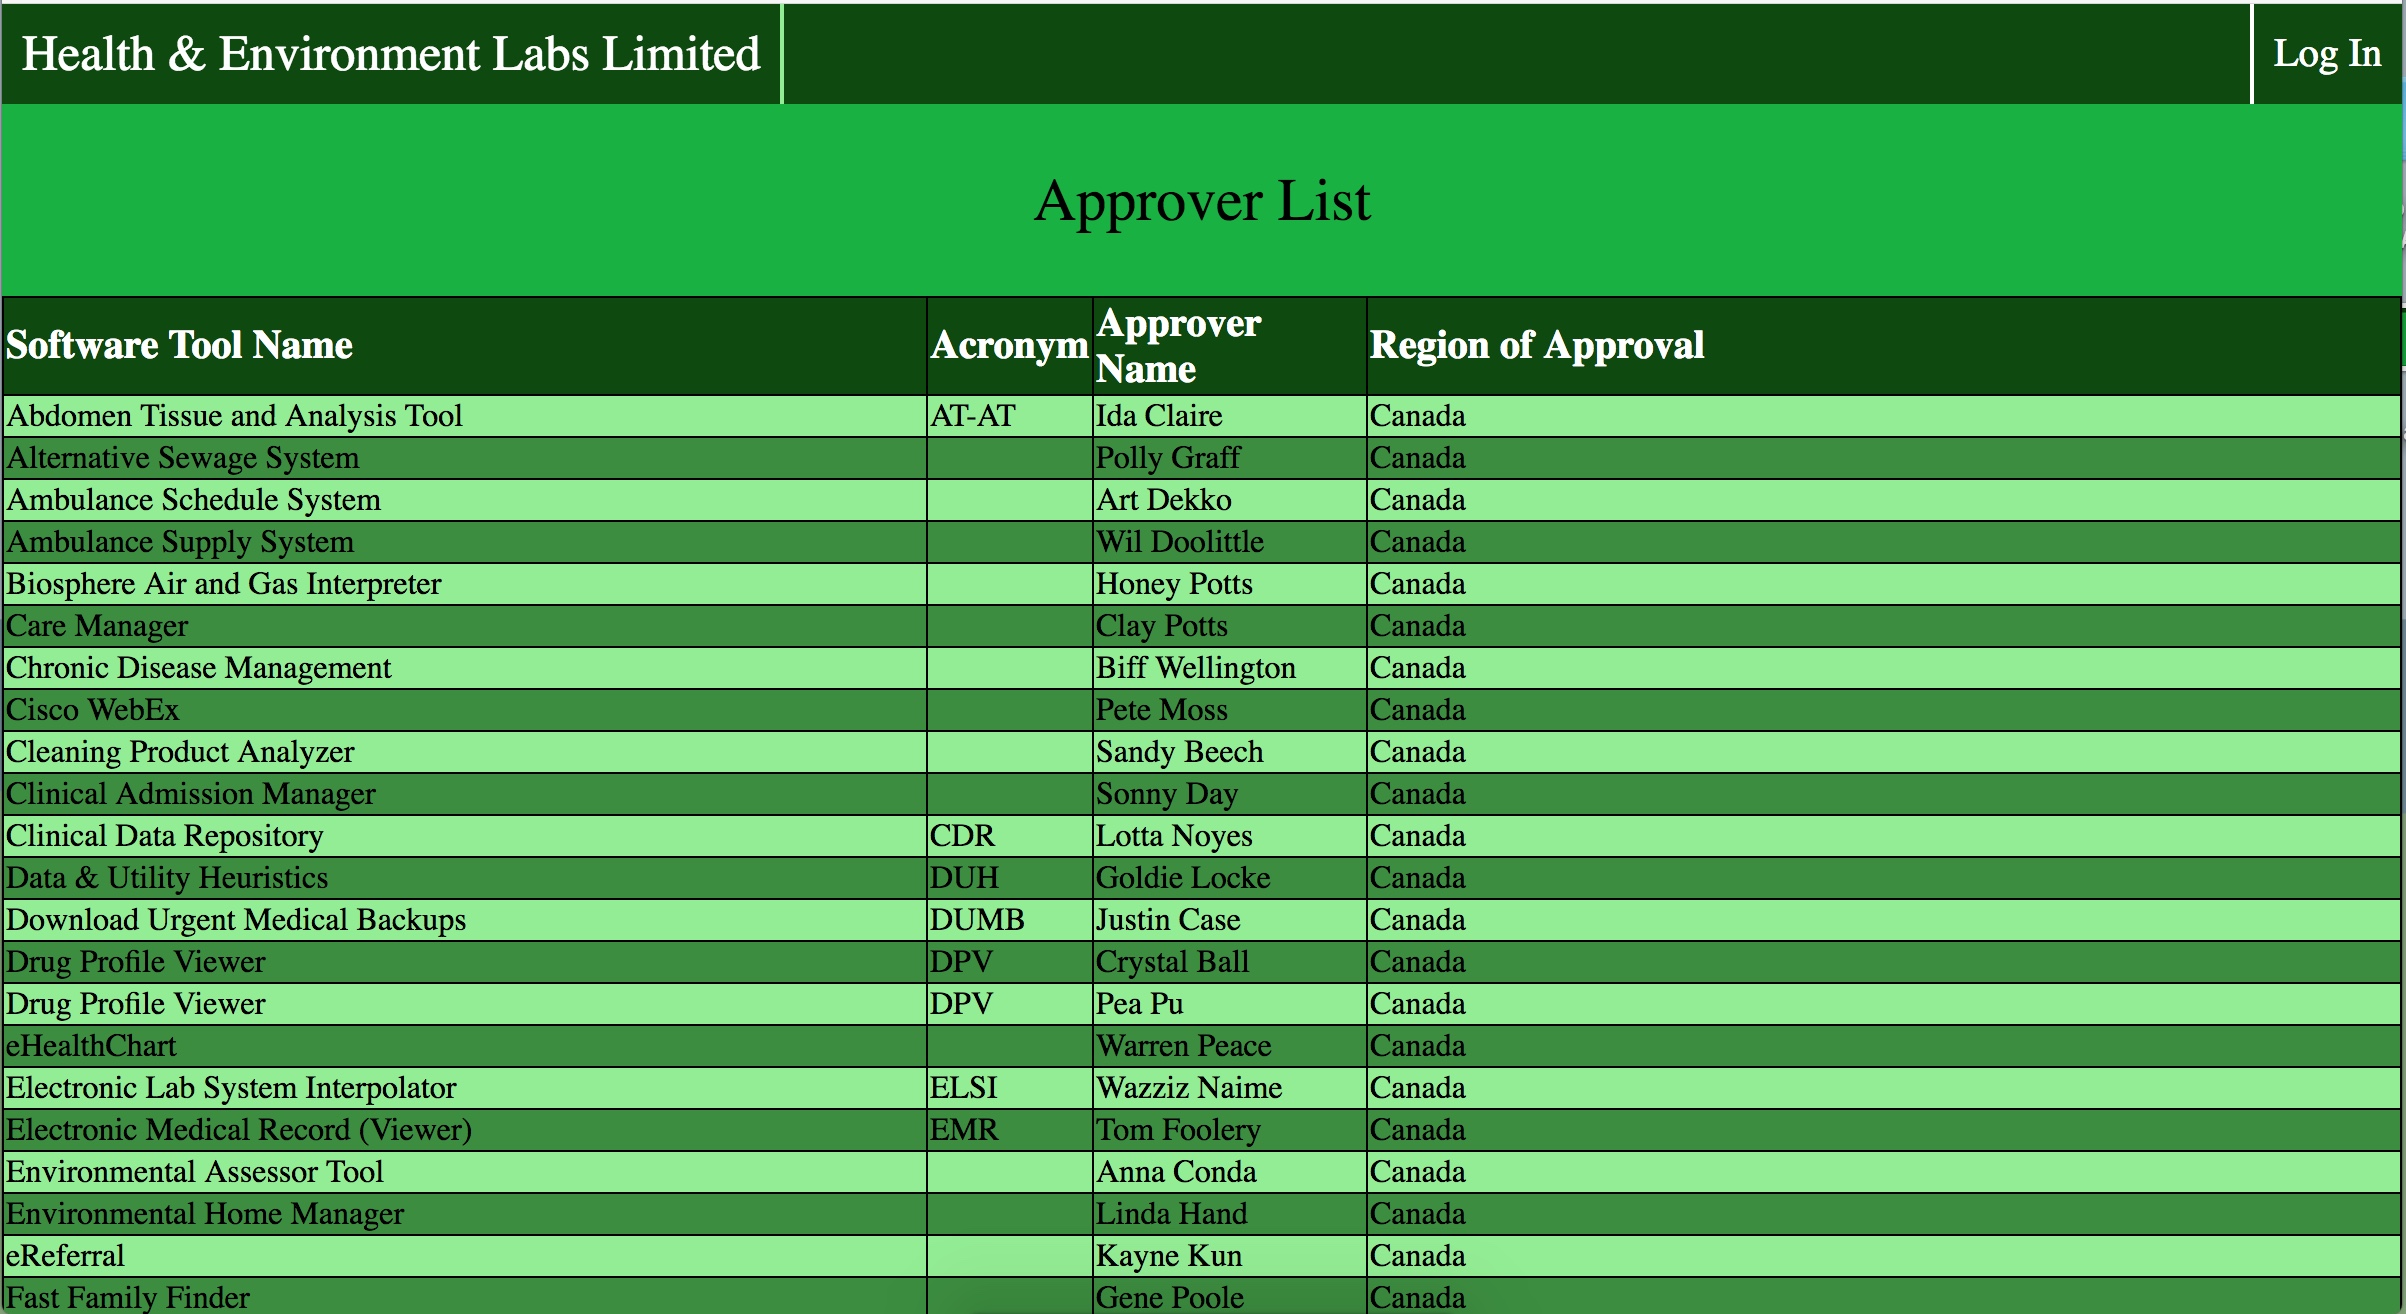 Health & Environment Labs Limited
Log In
Approver List
Software Tool Name Acronym Approver Name Region of Approval
Abdomen Tissue and Analysis Tool AT-AT Ida Claire Canada
Alternative Sewage System Polly Graff Canada
Ambulance Schedule System Art Dekko Canada
Ambulance Supply System Wil Doolittle Canada
Biosphere Air and Gas Interpreter Honey Potts Canada
Care Manager Clay Potts Canada
Chronic Disease Management Biff Wellington Canada
Cisco WebEx Pete Moss Canada
Cleaning Product Analyzer Sandy Beech Canada
Clinical Admission Manager Sonny Day Canada
Clinical Data Repository CDR Lotta Noyes Canada
Data & Utility Heuristics DUH Goldie Locke Canada
Download Urgent Medical Backups DUMB Justin Case Canada
Drug Profile Viewer DPV Crystal Ball Canada
Drug Profile Viewer DPV Pea Pu Canada
eHealthChart Warren Peace Canada
Electronic Lab System Interpolator ELSI Wazziz Naime Canada
Electronic Medical Record (Viewer) EMR Tom Foolery Canada
Environmental Assessor Tool Anna Conda Canada
Environmental Home Manager Linda Hand Canada
eReferral Kayne Kun Canada
Fast Family Finder Gene Poole Canada